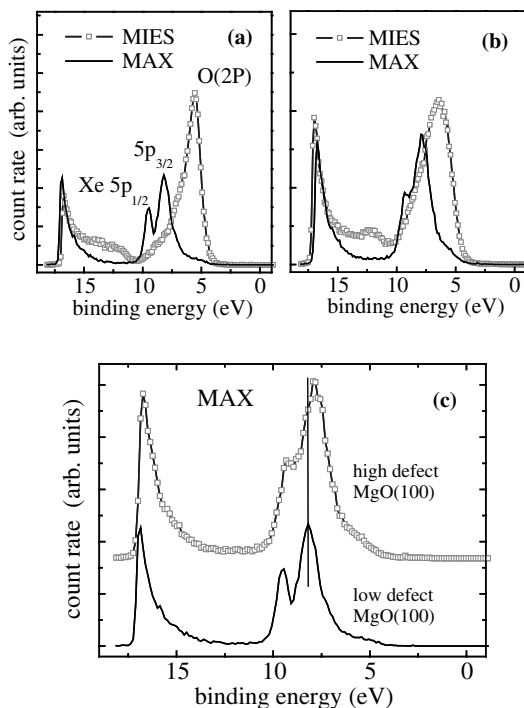 MIES
(a)
MAX
O(2P)
5p3/2
Xe 5p1/2
count rate (arb. units)
15 10 5 0
binding energy (eV)
MIES
(b)
MAX
15 10 5 0
binding energy (eV)
MAX
(c)
high defect
MgO(100)
low defect
MgO(100)
count rate (arb. units)
15 10 5 0
binding energy (eV)